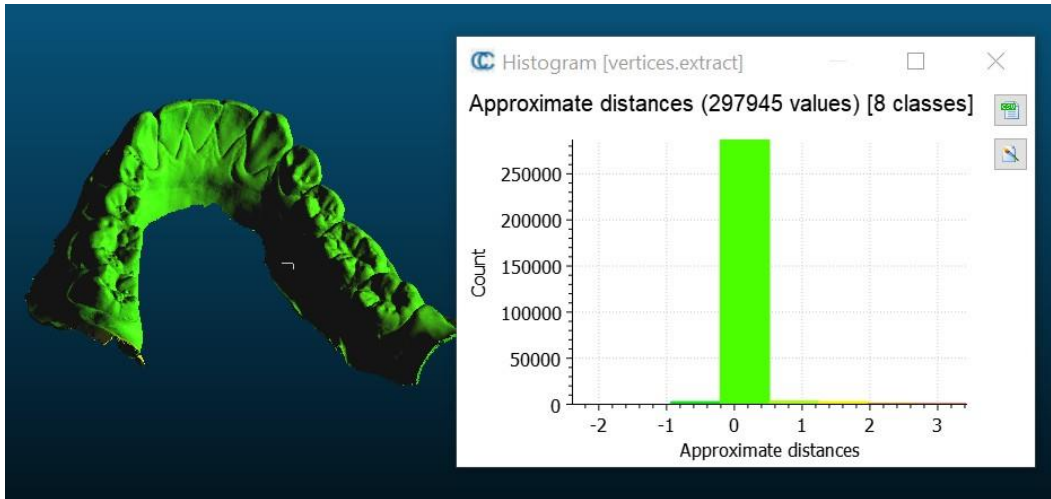 Histogram [vertices.extract]
Approximate distances (297945 values) [8 classes]
250000
200000
150000
100000
50000
0
Count
-2 -1 0 1 2 3
Approximate distances